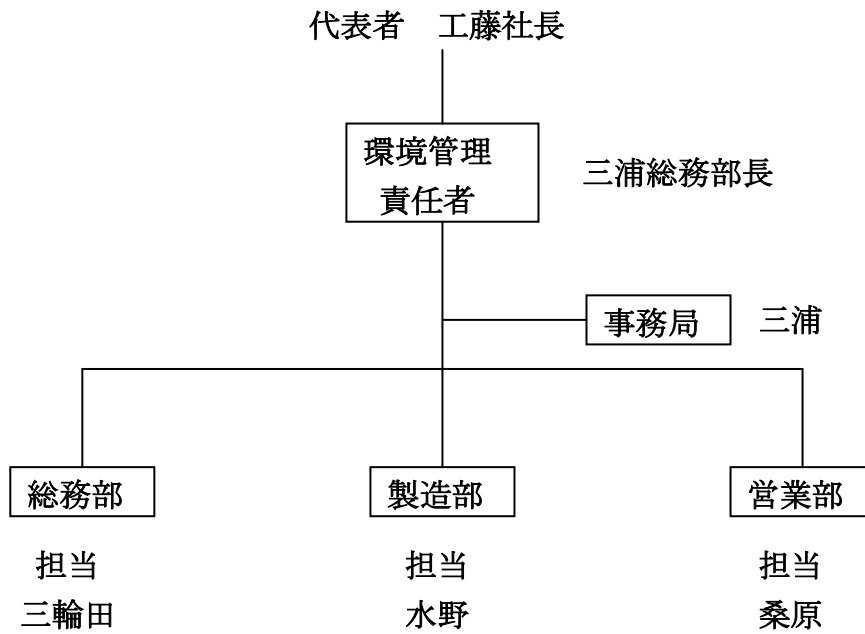 代表者　工藤社長
環境管理
責任者
三浦総務部長
事務局
三浦
総務部
製造部
営業部
担当
担当
担当
三輪田
水野
桑原